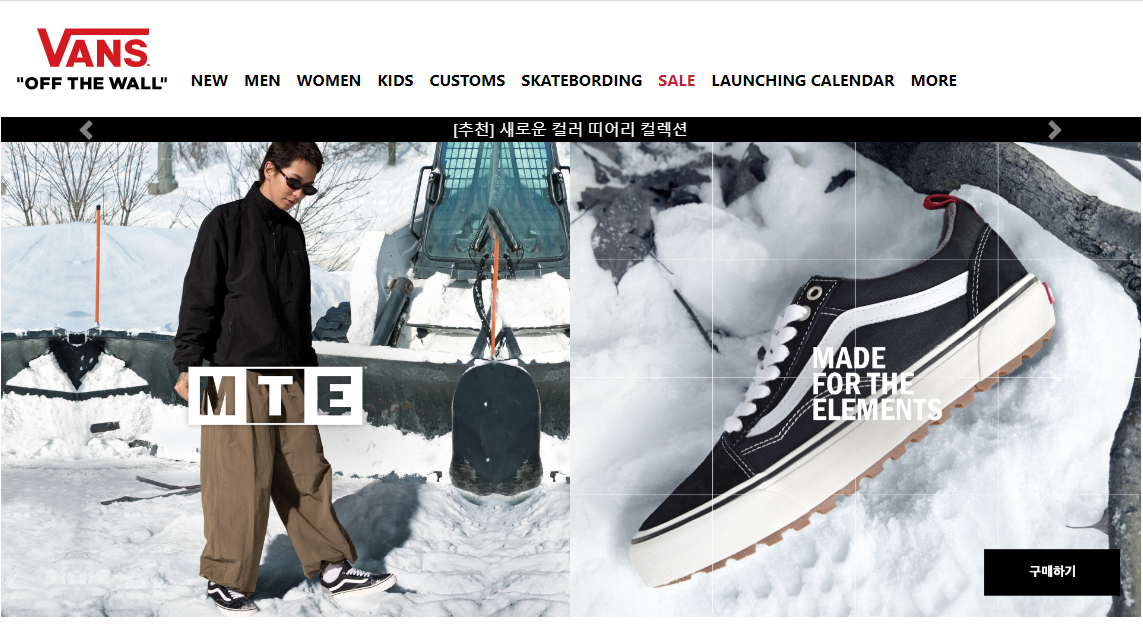 VANS
"OFF THE WALL"
NEW MEN WOMEN KIDS CUSTOMS SKATEBORDING SALE LAUNCHING CALENDAR MORE
[추천] 새로운 컬러 띠어리 컬렉션
MTE
MADE
FOR THE
ELEMENTS
구매하기